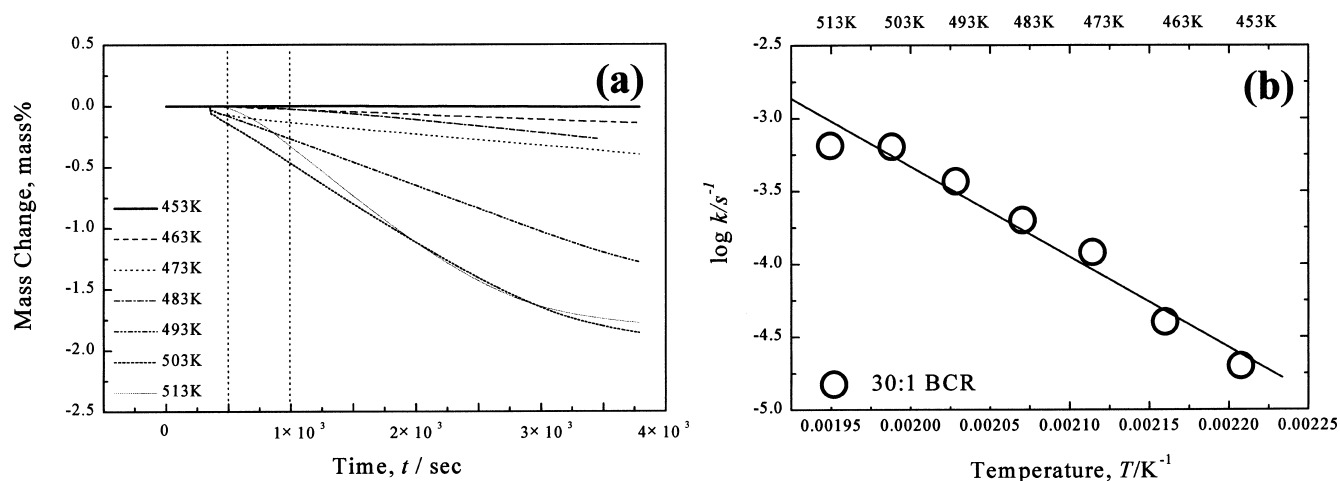 (a)
Mass Change, mass%
0.5
0.0
-0.5
-1.0
-1.5
-2.0
-2.5
453K
463K
473K
483K
493K
503K
513K
0
1×10³
2×10³
3×10³
4×10³
Time, t / sec
513K 503K 493K 483K 473K 463K 453K
(b)
log k/s⁻¹
-2.5
-3.0
-3.5
-4.0
-4.5
-5.0
30:1 BCR
0.00195 0.00200 0.00205 0.00210 0.00215 0.00220 0.00225
Temperature, T/K⁻¹